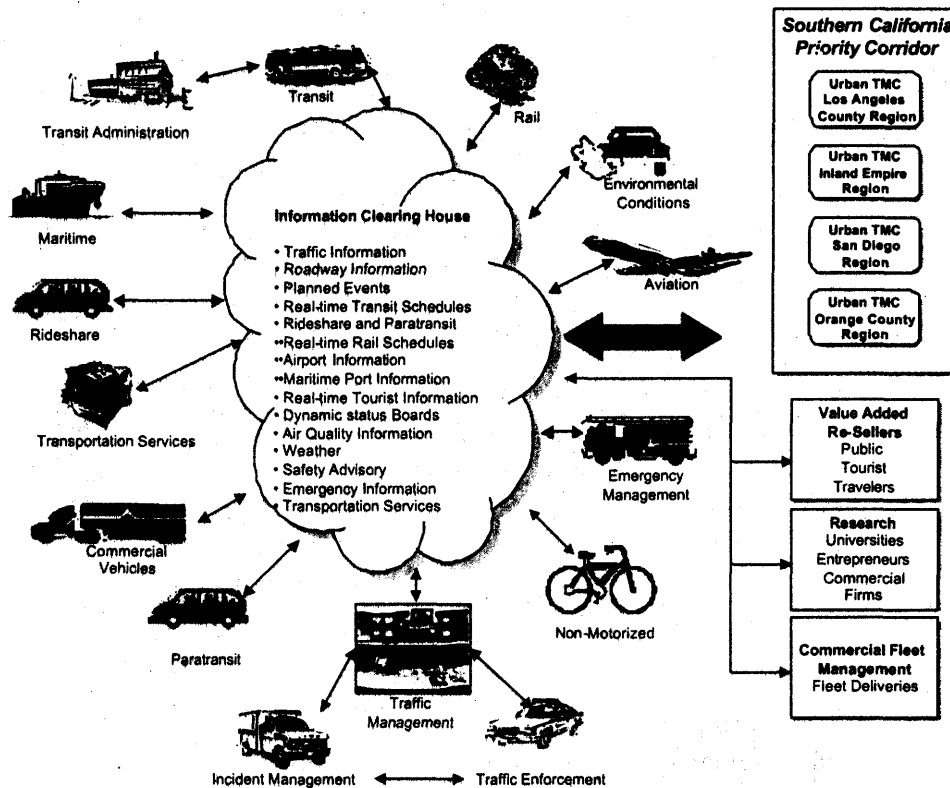 Southern California
Priority Corridor
Urban TMC
Los Angeles
County Region
Urban TMC
Inland Empire
Region
Urban TMC
San Diego
Region
Urban TMC
Orange County
Region
Transit Administration
Transit
Rail
Environmental
Conditions
Maritime
Aviation
Rideshare
Transportation Services
Commercial
Vehicles
Paratransit
Information Clearing House
• Traffic Information
• Roadway Information
• Planned Events
• Real-time Transit Schedules
• Rideshare and Paratransit
• Real-time Rail Schedules
• Airport Information
• Maritime Port Information
• Real-time Tourist Information
• Dynamic status Boards
• Air Quality Information
• Weather
• Safety Advisory
• Emergency Information
• Transportation Services
Emergency
Management
Non-Motorized
Traffic
Management
Incident Management
Traffic Enforcement
Value Added
Re-Sellers
Public
Tourist
Travelers
Research
Universities
Entrepreneurs
Commercial
Firms
Commercial Fleet
Management
Fleet Deliveries